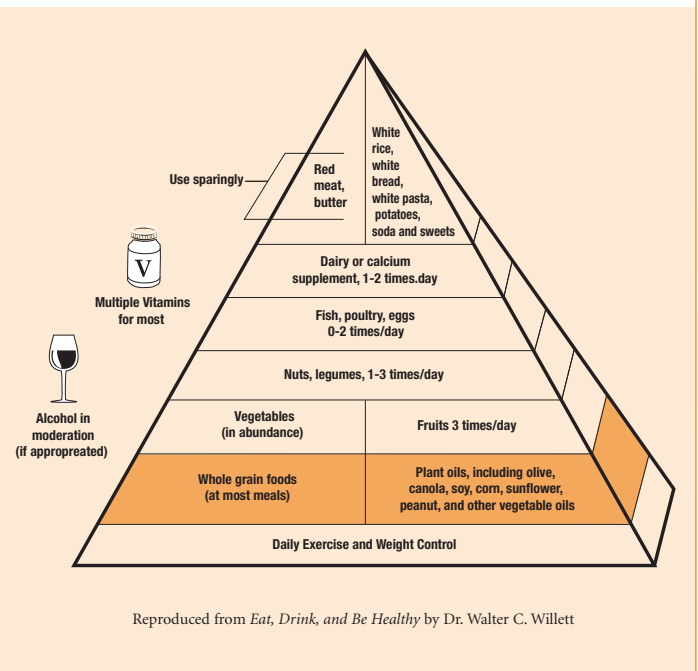 White
rice,
white
bread,
white pasta,
potatoes,
soda and sweets
Use sparingly
Red
meat,
butter
Dairy or calcium
supplement, 1-2 times.day
V
Multiple Vitamins
for most
Fish, poultry, eggs
0-2 times/day
Nuts, legumes, 1-3 times/day
Alcohol in
moderation
(if appropreated)
Vegetables
(in abundance)
Fruits 3 times/day
Whole grain foods
(at most meals)
Plant oils, including olive,
canola, soy, corn, sunflower,
peanut, and other vegetable oils
Daily Exercise and Weight Control
Reproduced from Eat, Drink, and Be Healthy by Dr. Walter C. Willett